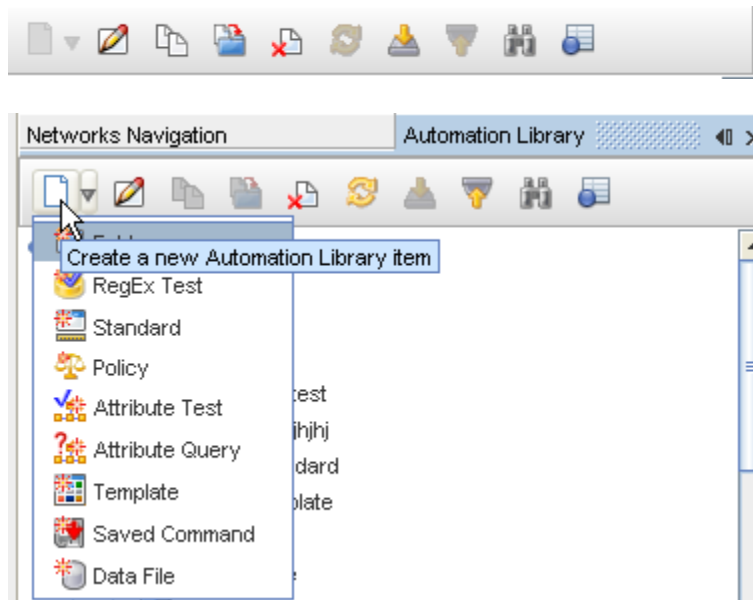 Networks Navigation
Automation Library
Create a new Automation Library item
RegEx Test
Standard
Policy
Attribute Test
test
jhjhj
Attribute Query
dard
Template
plate
Saved Command
Data File